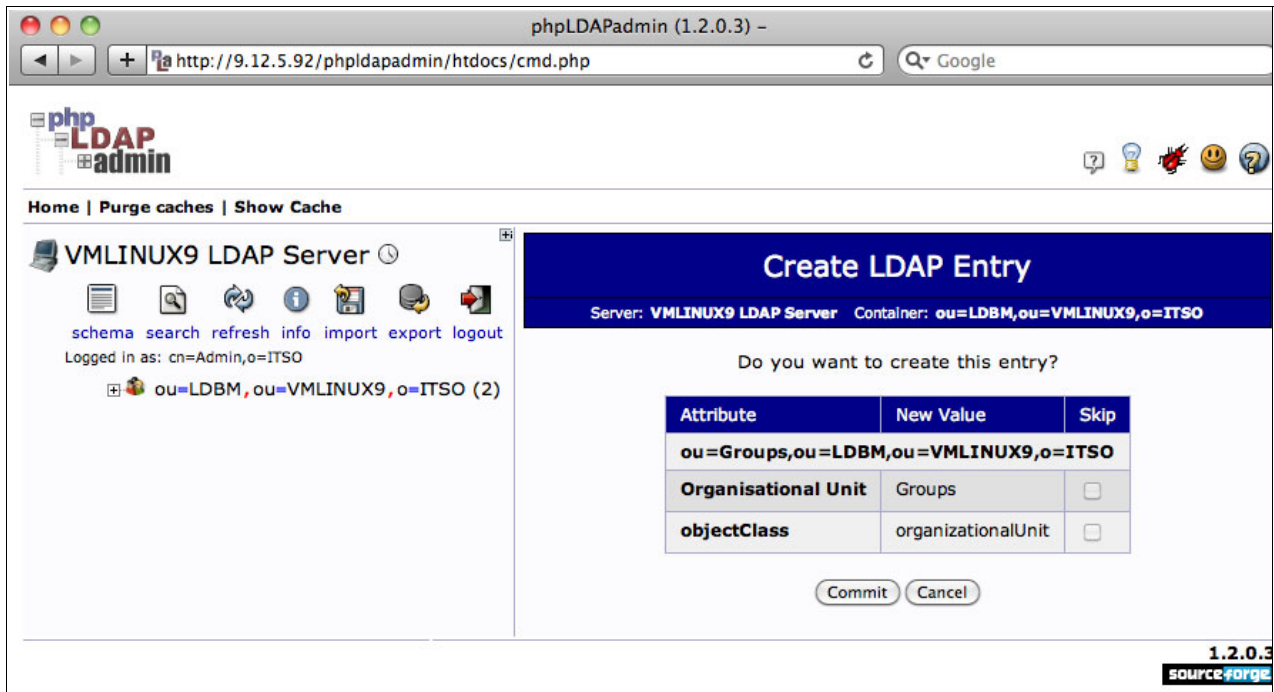 phpLDAPadmin (1.2.0.3) –
http://9.12.5.92/phpldapadmin/htdocs/cmd.php
Google
php
LDAP
admin
Home | Purge caches | Show Cache
VMLINUX9 LDAP Server
schema search refresh info import export logout
Logged in as: cn=Admin,o=ITSO
ou=LDBM,ou=VMLINUX9,o=ITSO (2)
Create LDAP Entry
Server: VMLINUX9 LDAP Server Container: ou=LDBM,ou=VMLINUX9,o=ITSO
Do you want to create this entry?
Attribute New Value Skip
ou=Groups,ou=LDBM,ou=VMLINUX9,o=ITSO
Organisational Unit Groups
objectClass organizationalUnit
Commit Cancel
1.2.0.3
sourceforge